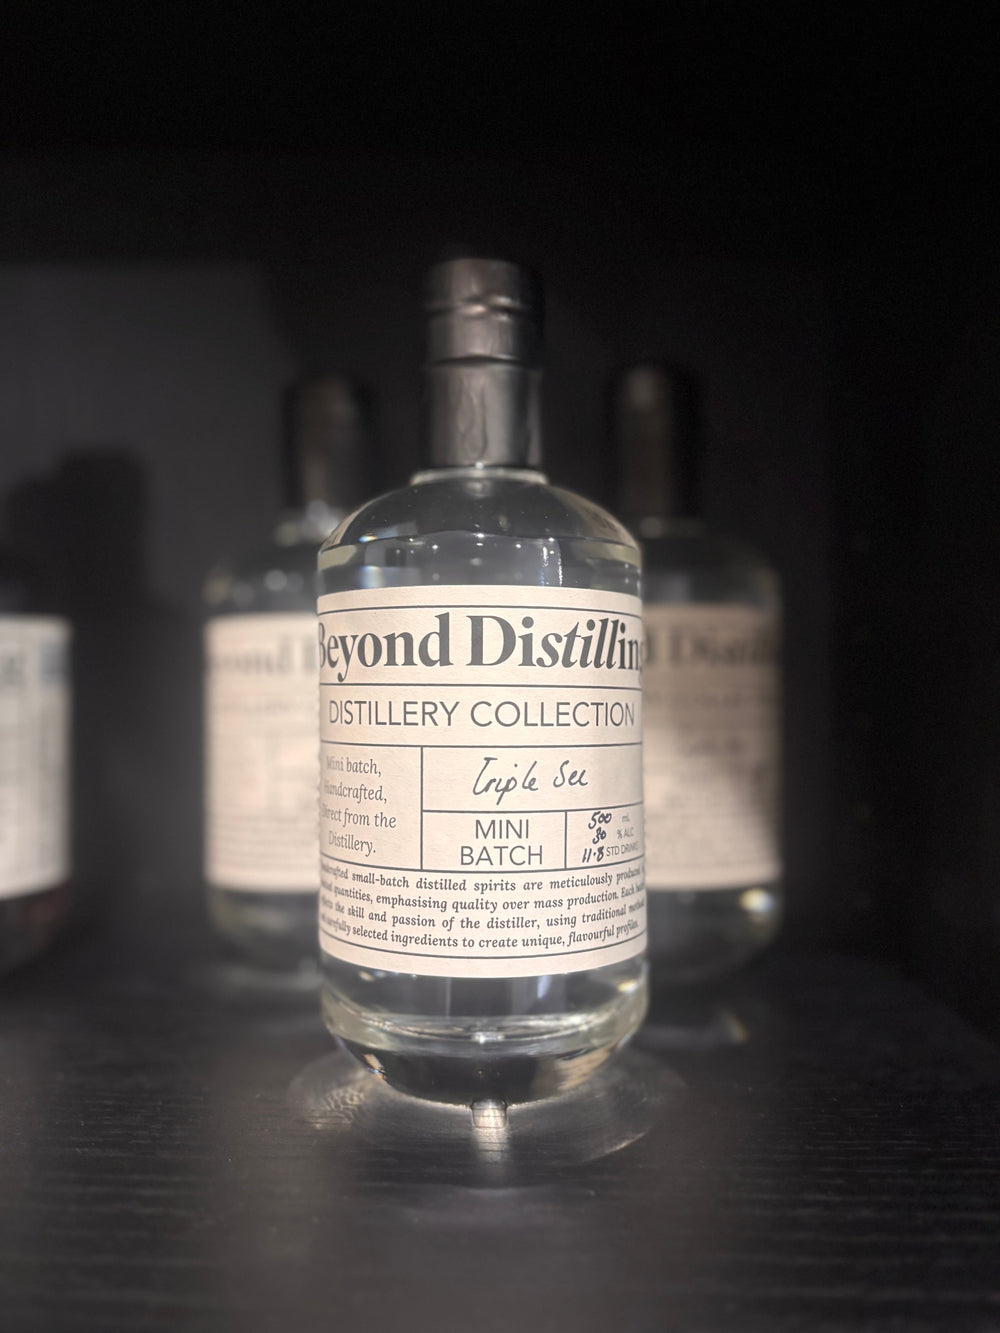 Beyond Distilling
DISTILLERY COLLECTION
Mini batch,
Handcrafted,
Direct from the
Distillery.
Triple Sec
MINI
BATCH
500 mL
30 % ALC
11.8 STD DRINKS
small-batch distilled spirits are meticulously produced
quantities, emphasising quality over mass production. Each
the skill and passion of the distiller, using traditional
carefully selected ingredients to create unique, flavourful profiles.